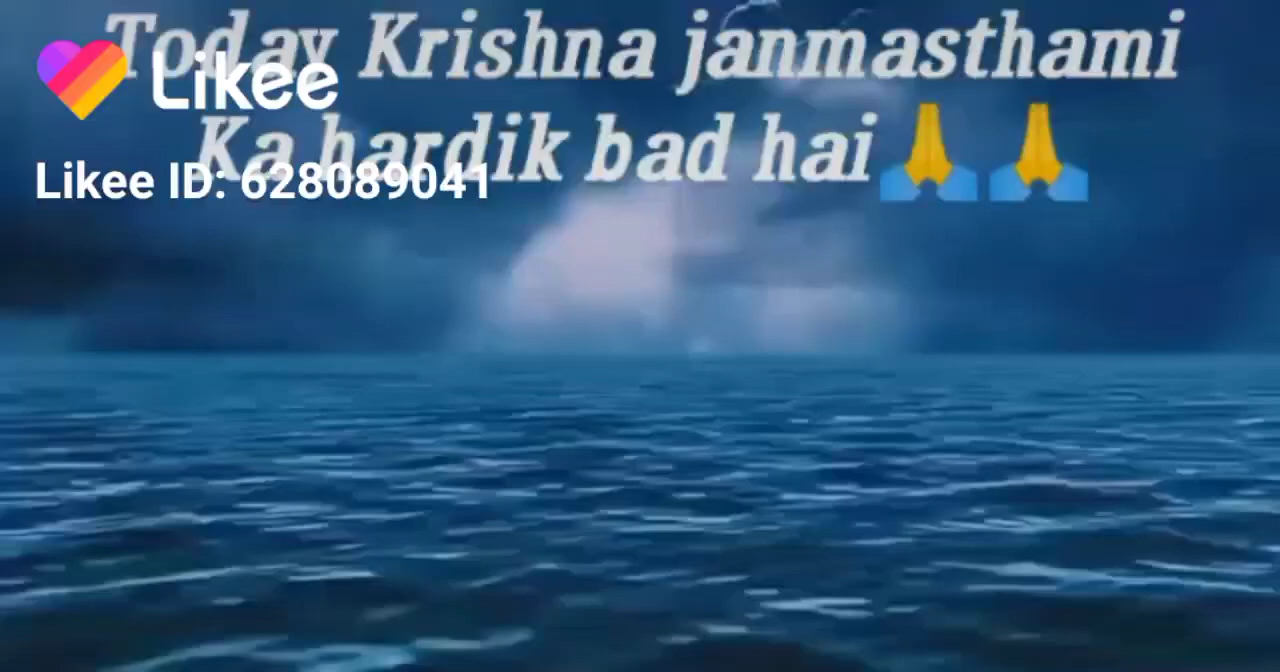 Today Krishna janmasthami
Likee
Ka hardik bad hai 🙏🙏
Likee ID: 628089041